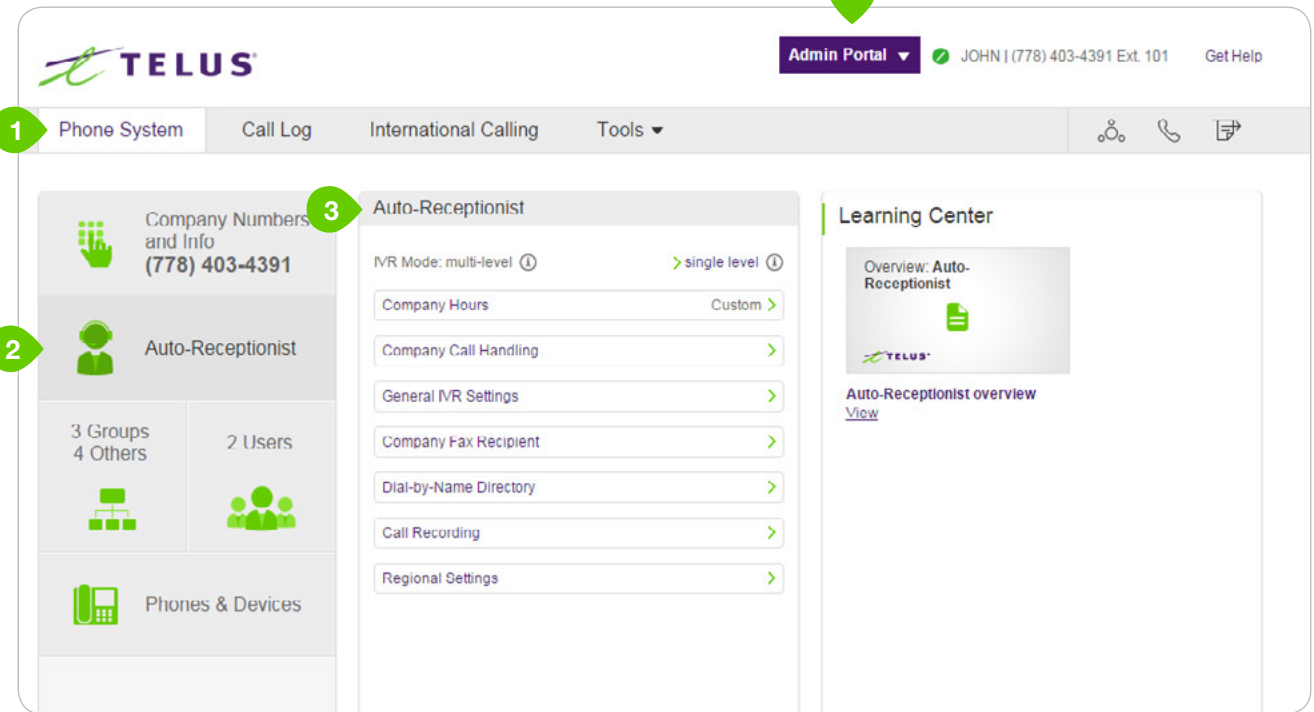 TELUS
Admin Portal
JOHN | (778) 403-4391 Ext. 101
Get Help
1
Phone System
Call Log
International Calling
Tools
Company Numbers
and Info
(778) 403-4391
2
Auto-Receptionist
3 Groups
4 Others
2 Users
Phones & Devices
3
Auto-Receptionist
IVR Mode: multi-level
single level
Company Hours
Custom
Company Call Handling
General IVR Settings
Company Fax Recipient
Dial-by-Name Directory
Call Recording
Regional Settings
Learning Center
Overview: Auto-
Receptionist
TELUS
Auto-Receptionist overview
View